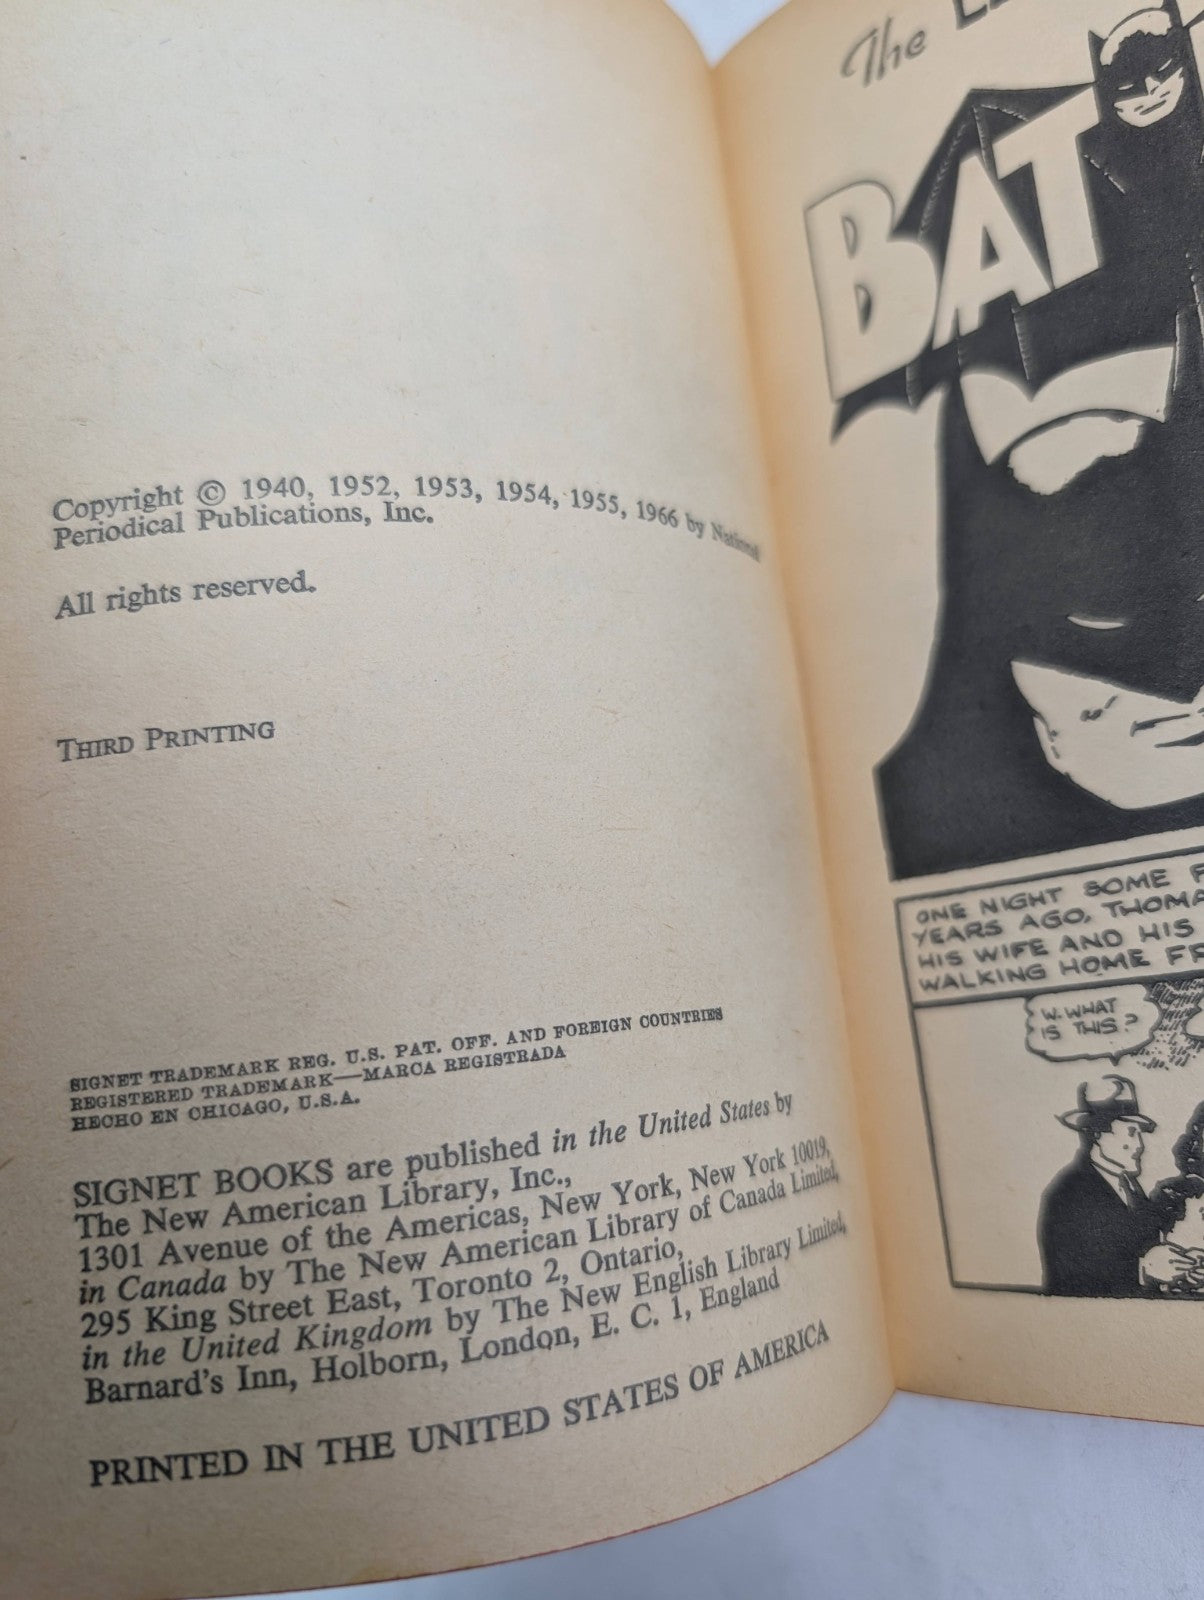 Copyright © 1940, 1952, 1953, 1954, 1955, 1966 by National
Periodical Publications, Inc.
All rights reserved.
THIRD PRINTING
SIGNET TRADEMARK REG. U.S. PAT. OFF. AND FOREIGN COUNTRIES
REGISTERED TRADEMARK—MARCA REGISTRADA
HECHO EN CHICAGO, U.S.A.
SIGNET BOOKS are published in the United States by
The New American Library, Inc.,
1301 Avenue of the Americas, New York, New York 10019,
in Canada by The New American Library of Canada Limited,
295 King Street East, Toronto 2, Ontario,
in the United Kingdom by The New English Library Limited,
Barnard's Inn, Holborn, London, E. C. 1, England
PRINTED IN THE UNITED STATES OF AMERICA
The
BAT
ONE NIGHT SOME
YEARS AGO,
HIS WIFE AND HIS
WALKING HOME
W.WHAT
IS THIS?